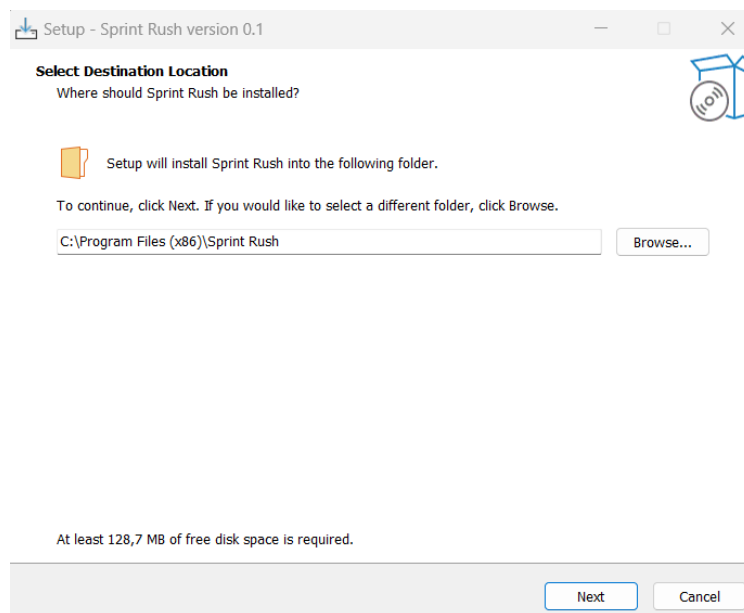 Setup - Sprint Rush version 0.1
Select Destination Location
Where should Sprint Rush be installed?
Setup will install Sprint Rush into the following folder.
To continue, click Next. If you would like to select a different folder, click Browse.
C:\Program Files (x86)\Sprint Rush
Browse...
At least 128,7 MB of free disk space is required.
Next
Cancel